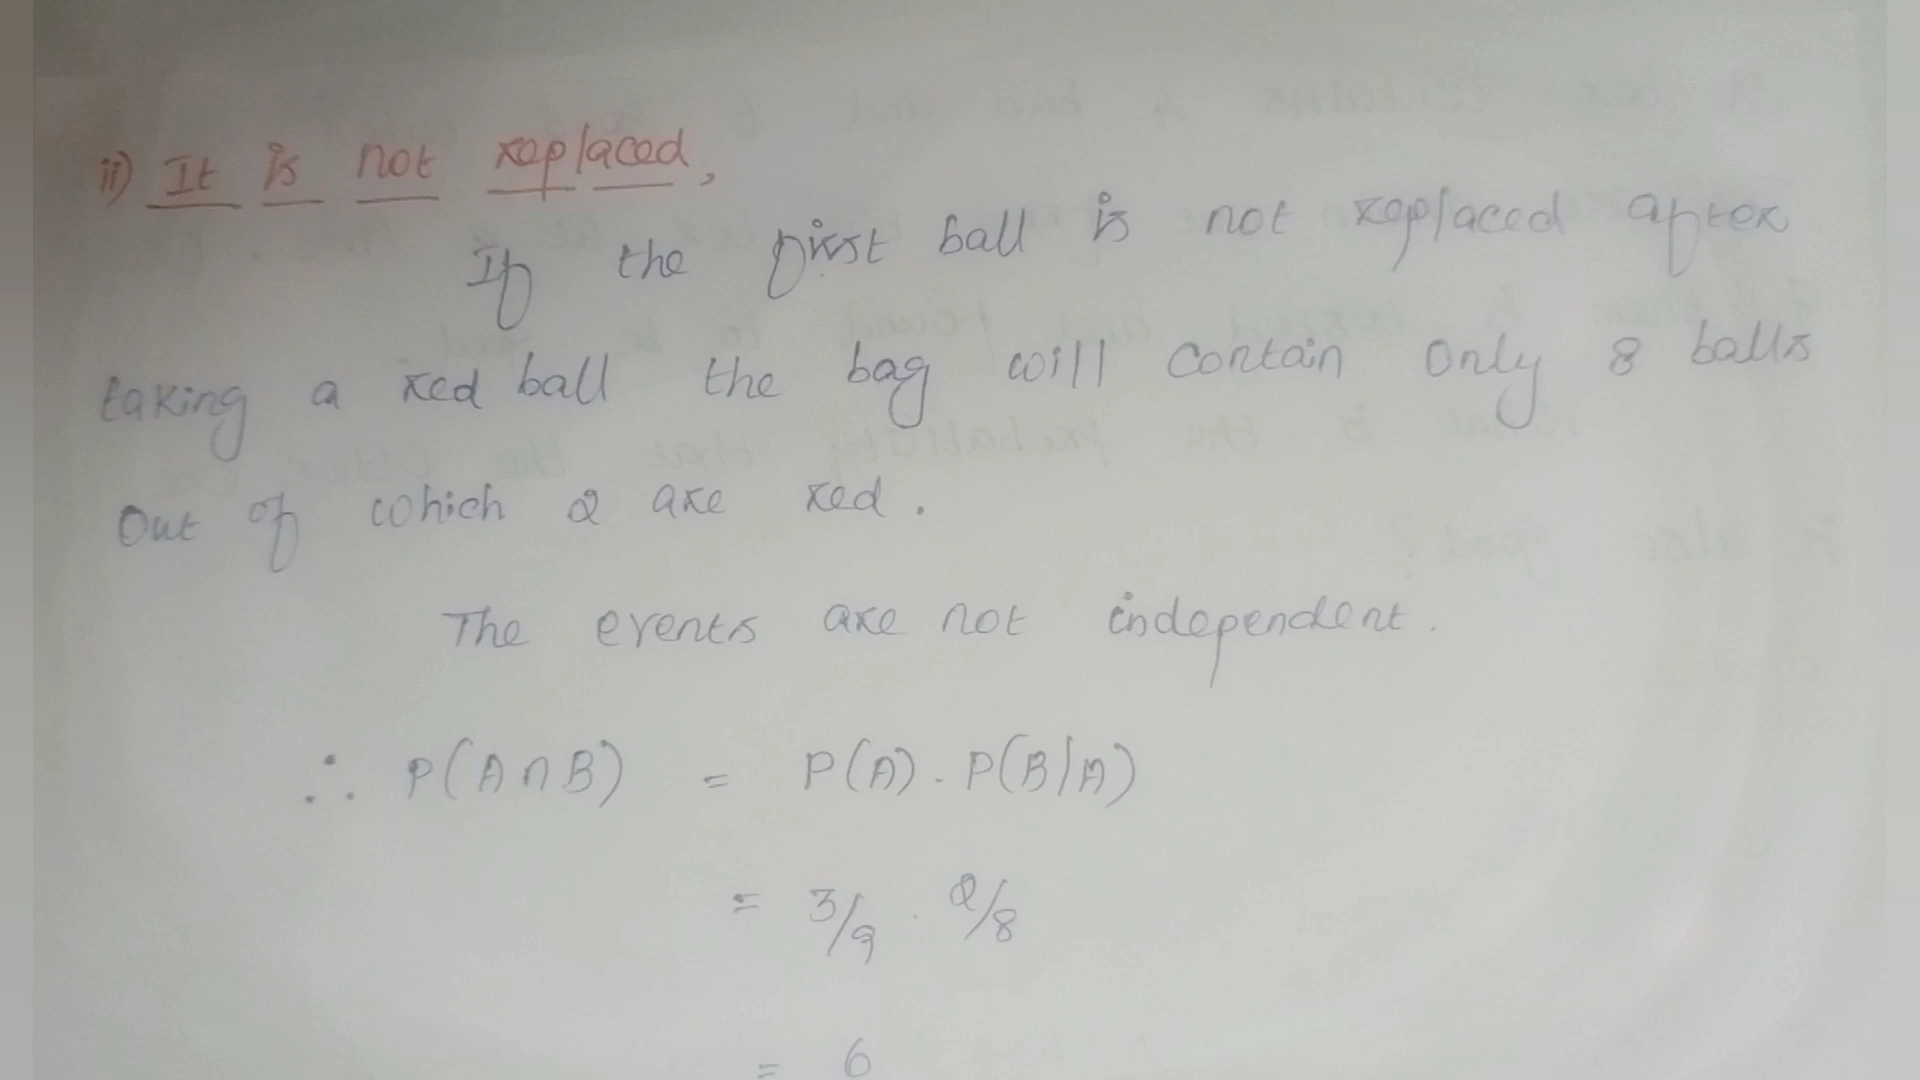 ii) It is not replaced,
If the first ball is not replaced after
taking a red ball the bag will contain only 8 balls
Out of which 2 are red.
The events are not independent.
∴ P(A∩B) = P(A). P(B/A)
= 3/9 . 2/8
= 6